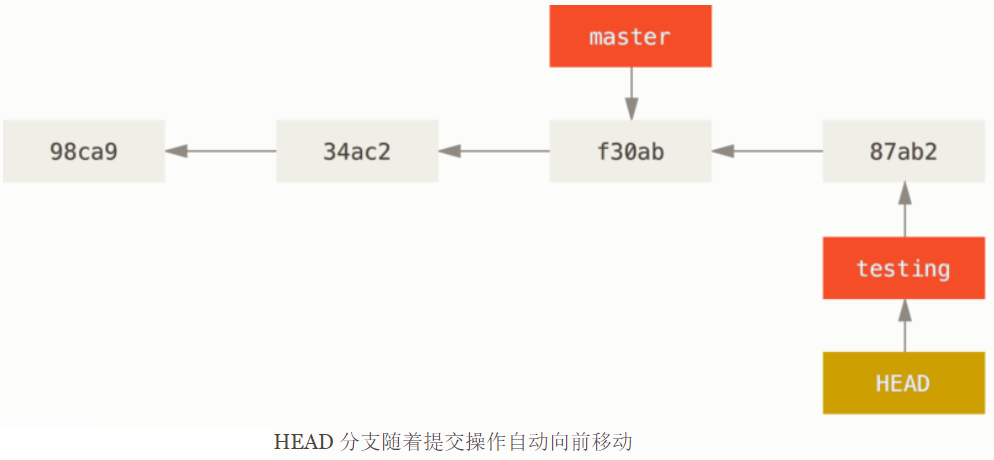 master
98ca9
34ac2
f30ab
87ab2
testing
HEAD
HEAD 分支随着提交操作自动向前移动